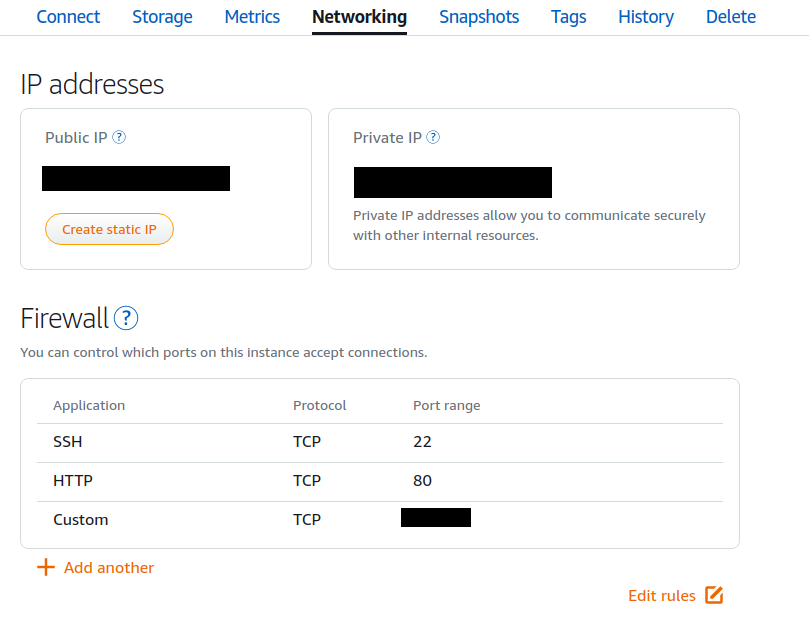 Connect Storage Metrics Networking Snapshots Tags History Delete
IP addresses
Public IP ?
Create static IP
Private IP ?
Private IP addresses allow you to communicate securely
with other internal resources.
Firewall ?
You can control which ports on this instance accept connections.
Application Protocol Port range
SSH TCP 22
HTTP TCP 80
Custom TCP
+ Add another
Edit rules